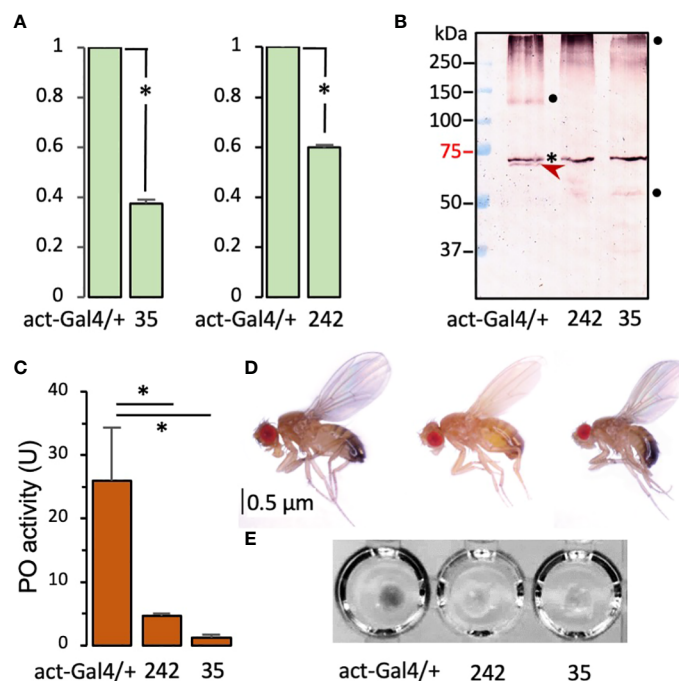 A
1
0.8
0.6
0.4
0.2
0
*
act-Gal4/+ 35
1
0.8
0.6
0.4
0.2
0
*
act-Gal4/+ 242
B
kDa
250
150
100
75
50
37
*
act-Gal4/+ 242 35
C
PO activity (U)
40
30
20
10
0
*
*
act-Gal4/+ 242 35
D
0.5 µm
E
act-Gal4/+ 242 35